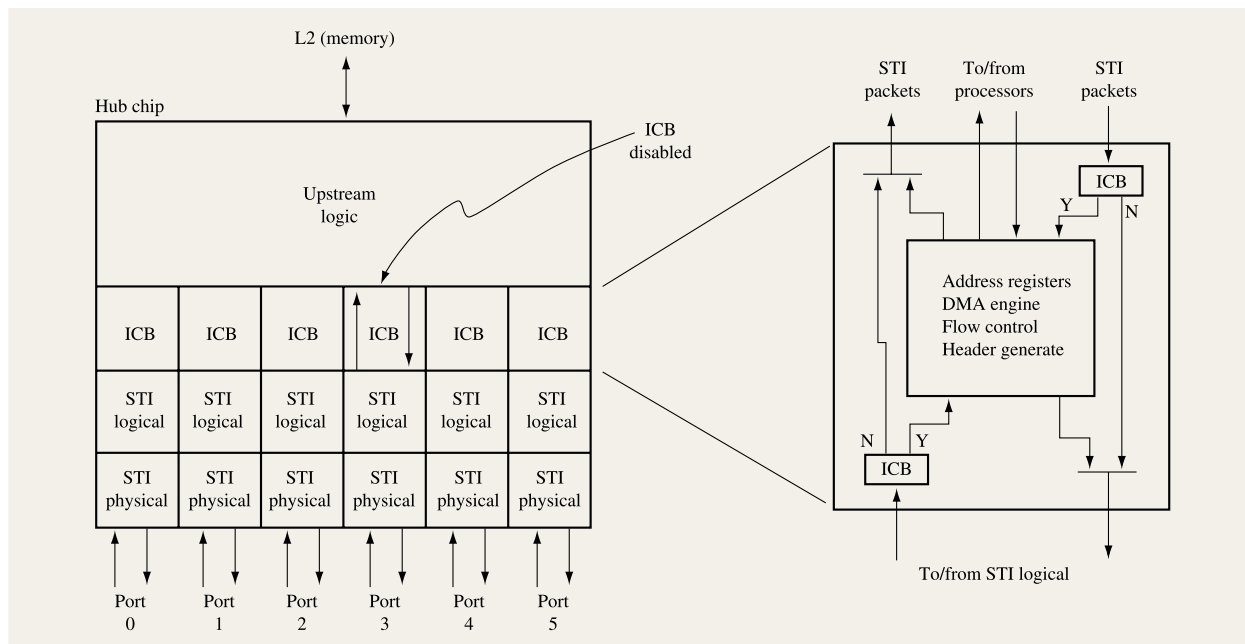 L2 (memory)
Hub chip
ICB
disabled
Upstream
logic
ICB
ICB
ICB
ICB
ICB
ICB
STI
logical
STI
logical
STI
logical
STI
logical
STI
logical
STI
logical
STI
physical
STI
physical
STI
physical
STI
physical
STI
physical
STI
physical
Port
0
Port
1
Port
2
Port
3
Port
4
Port
5
STI
packets
To/from
processors
STI
packets
ICB
Y
N
Address registers
DMA engine
Flow control
Header generate
N
Y
ICB
To/from STI logical